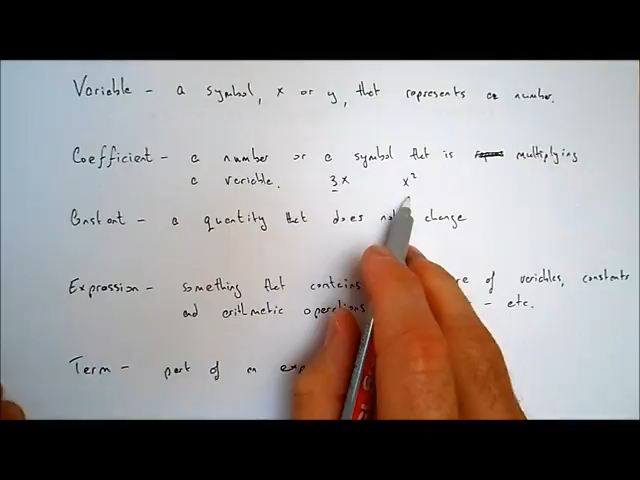 Variable - a symbol, x or y, that represents a number.
Coefficient - a number or a symbol that is multiplying
a variable. 3x x²
Constant - a quantity that does not change
Expression - something that contains of variables, constants
and arithmetic operations - etc.
Term - part of an exp